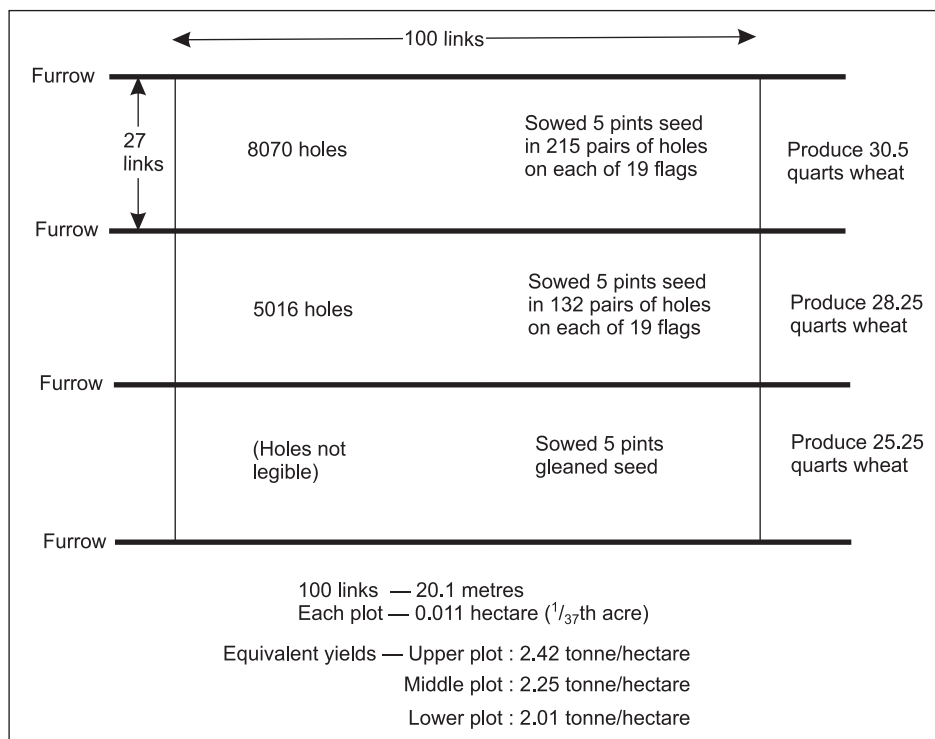 100 links
Furrow
27
links
8070 holes
Sowed 5 pints seed
in 215 pairs of holes
on each of 19 flags
Produce 30.5
quarts wheat
Furrow
5016 holes
Sowed 5 pints seed
in 132 pairs of holes
on each of 19 flags
Produce 28.25
quarts wheat
Furrow
(Holes not
legible)
Sowed 5 pints
gleaned seed
Produce 25.25
quarts wheat
Furrow
100 links — 20.1 metres
Each plot — 0.011 hectare (1/37th acre)
Equivalent yields — Upper plot : 2.42 tonne/hectare
Middle plot : 2.25 tonne/hectare
Lower plot : 2.01 tonne/hectare